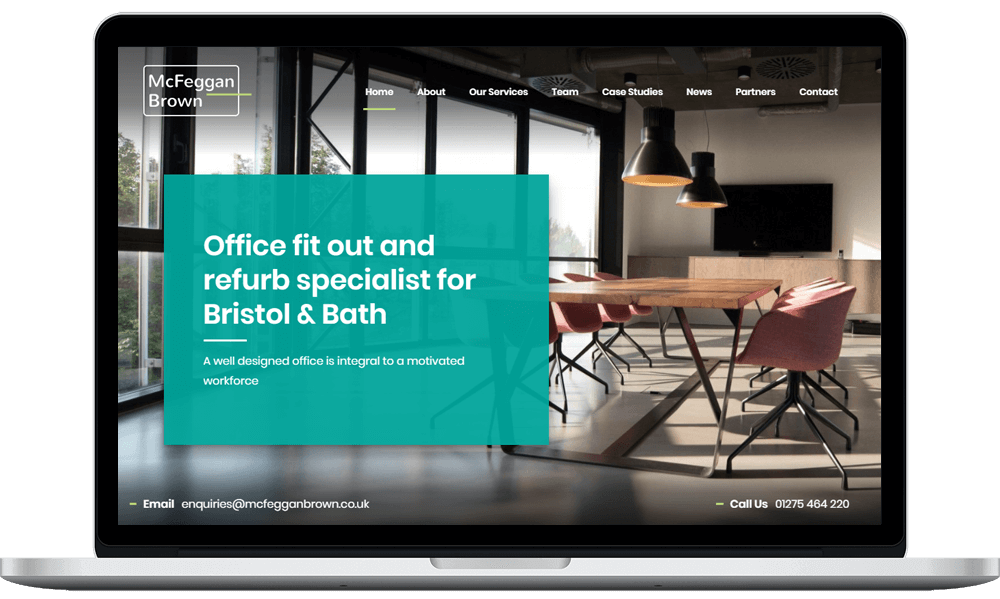 McFeggan
Brown
Home About Our Services Team Case Studies News Partners Contact
Office fit out and
refurb specialist for
Bristol & Bath
A well designed office is integral to a motivated
workforce
Email enquiries@mcfegganbrown.co.uk
Call Us 01275 464 220